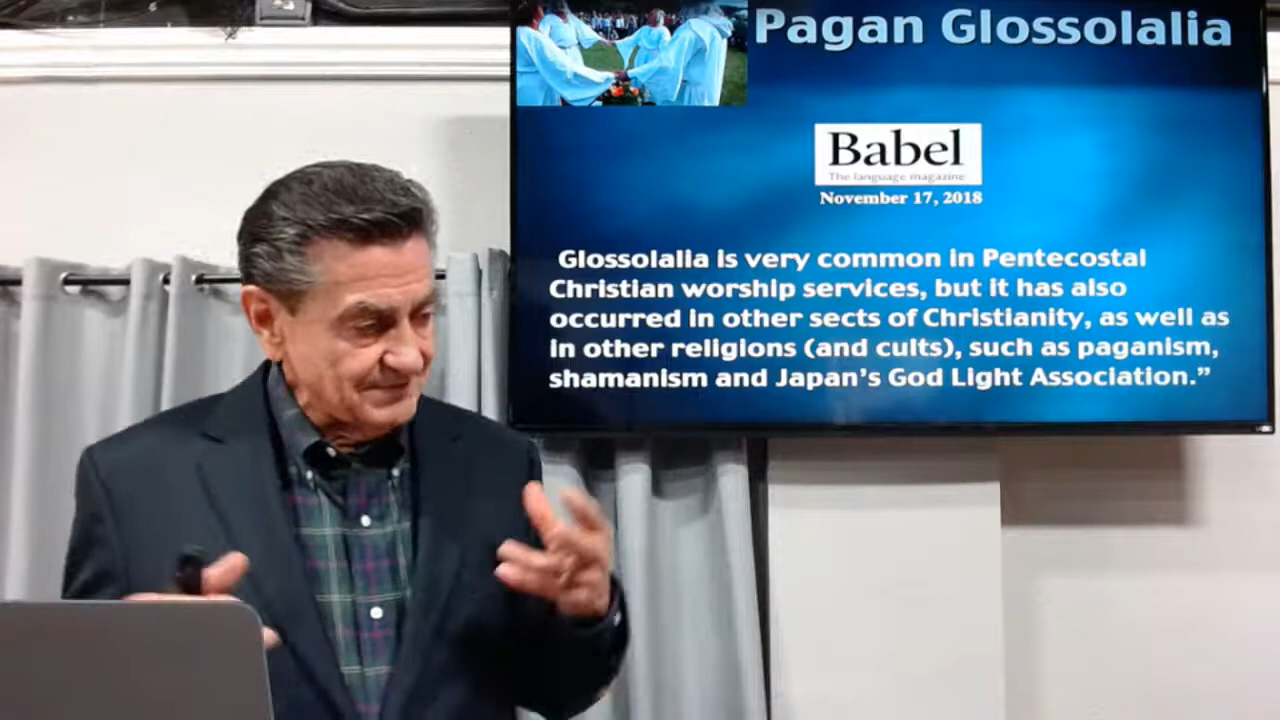 Pagan Glossolalia
Babel
The language magazine
November 17, 2018
Glossolalia is very common in Pentecostal
Christian worship services, but it has also
occurred in other sects of Christianity, as well as
in other religions (and cults), such as paganism,
shamanism and Japan's God Light Association.”